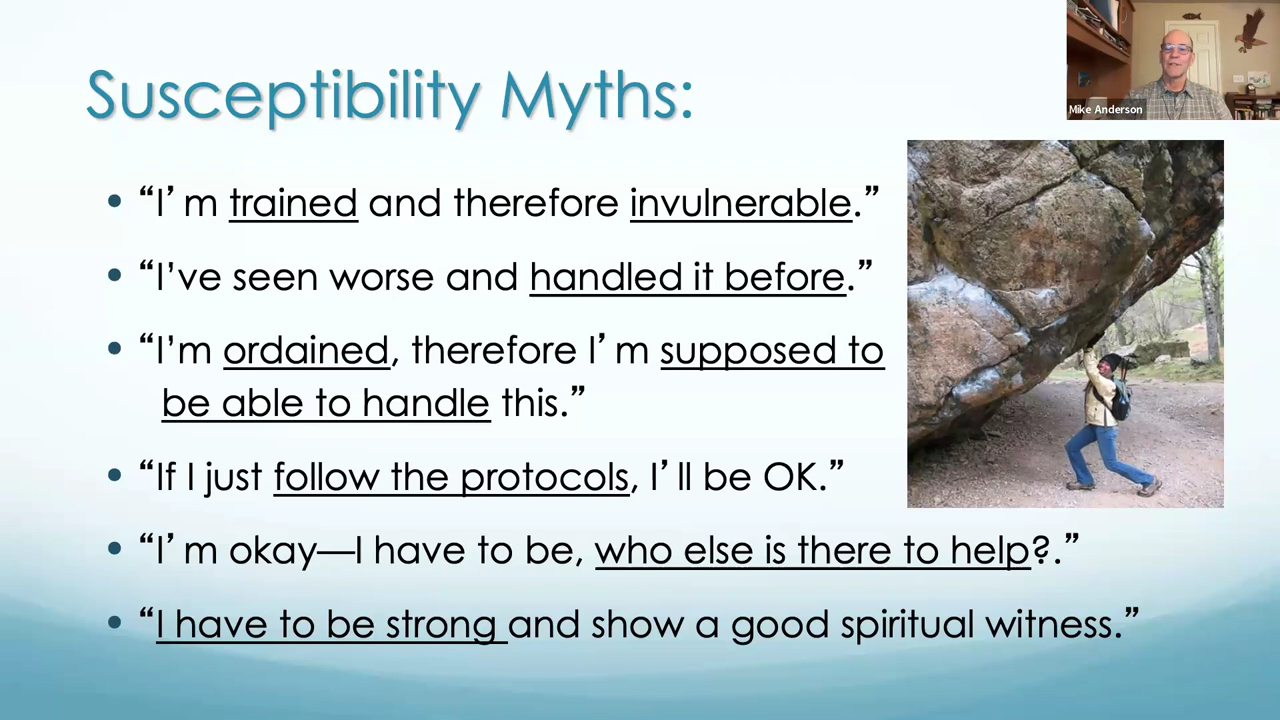 Susceptibility Myths:
Mike Anderson
• “I’m trained and therefore invulnerable.”
• “I’ve seen worse and handled it before.”
• “I’m ordained, therefore I’m supposed to
be able to handle this.”
• “If I just follow the protocols, I’ll be OK.”
• “I’m okay—I have to be, who else is there to help?.”
• “I have to be strong and show a good spiritual witness.”